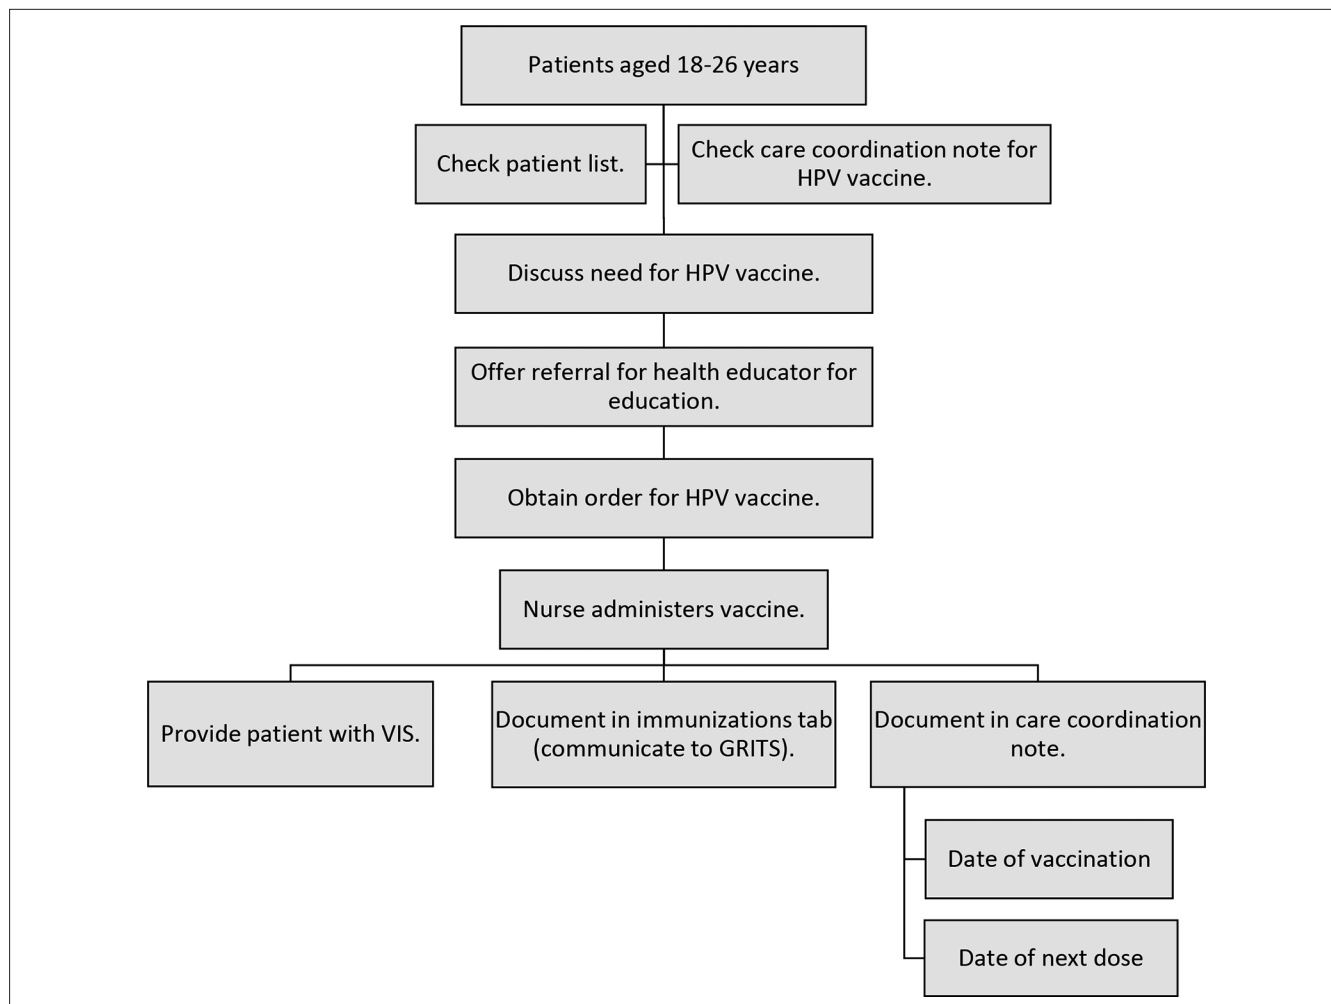 Patients aged 18-26 years
Check patient list.
Check care coordination note for
HPV vaccine.
Discuss need for HPV vaccine.
Offer referral for health educator for
education.
Obtain order for HPV vaccine.
Nurse administers vaccine.
Provide patient with VIS.
Document in immunizations tab
(communicate to GRITS).
Document in care coordination
note.
Date of vaccination
Date of next dose